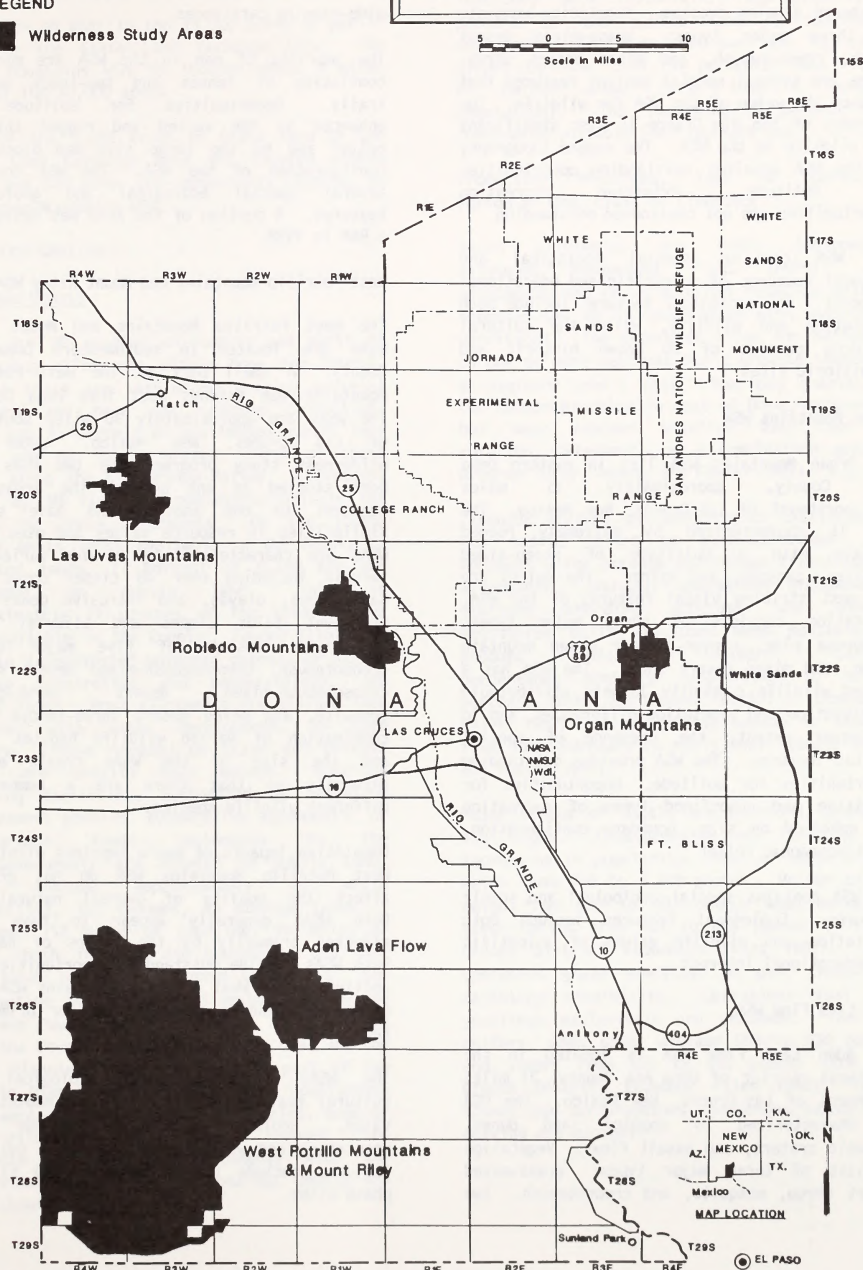 LEGEND
Wilderness Study Areas
5 0 5 10
Scale in Miles
T15S
R5E R8E
R3E R4E R5E
R2E T16S
R1E
WHITE
WHITE SANDS T17S
R4W R3W R2W R1W
NATIONAL
T18S SANDS MONUMENT T18S
JORNADA
SAN ANDRES NATIONAL WILDLIFE REFUGE
T19S EXPERIMENTAL MISSILE T19S
Hatch
RIO GRANDE
26
RANGE
25
T20S COLLEGE RANCH RANGE T20S
Las Uvas Mountains
T21S T21S
Organ
Robledo Mountains 70
80
T22S White Sands T22S
DOÑA ANA
LAS CRUCES Organ Mountains
NASA
NMSU
T23S T23S
10
RIO GRANDE
T24S FT. BLISS T24S
T25S T25S
Aden Lava Flow 10 213
T26S T26S
Anthony 404
R4E R5E
T27S T27S
UT. CO. KA.
OK.
NEW
MEXICO
AZ. TX.
Mexico
N
West Potrillo Mountains
& Mount Riley
T28S T28S
MAP LOCATION
T29S Sunland Park T29S
R4W R3W R2W R1W R1E R2E R3E R4E
EL PASO